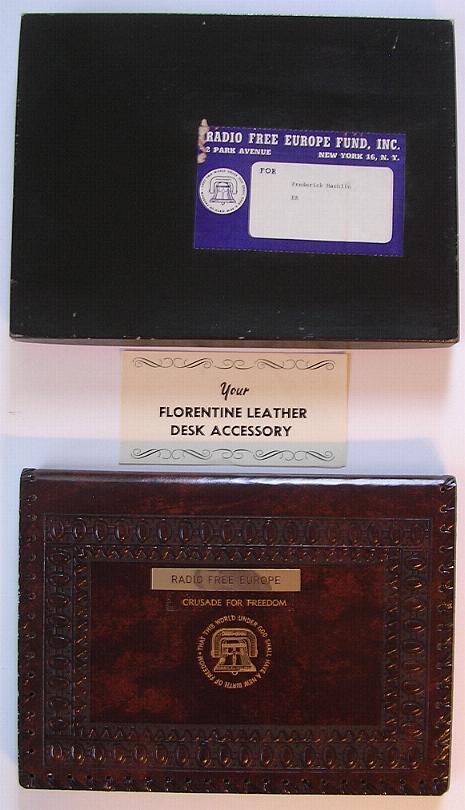 RADIO FREE EUROPE FUND, INC.
2 PARK AVENUE NEW YORK 16, N. Y.
FOR
Frederick Machlin
ER
Your
FLORENTINE LEATHER
DESK ACCESSORY
RADIO FREE EUROPE
CRUSADE FOR FREEDOM
THAT THIS WORLD UNDER GOD SHALL HAVE A NEW BIRTH OF FREEDOM